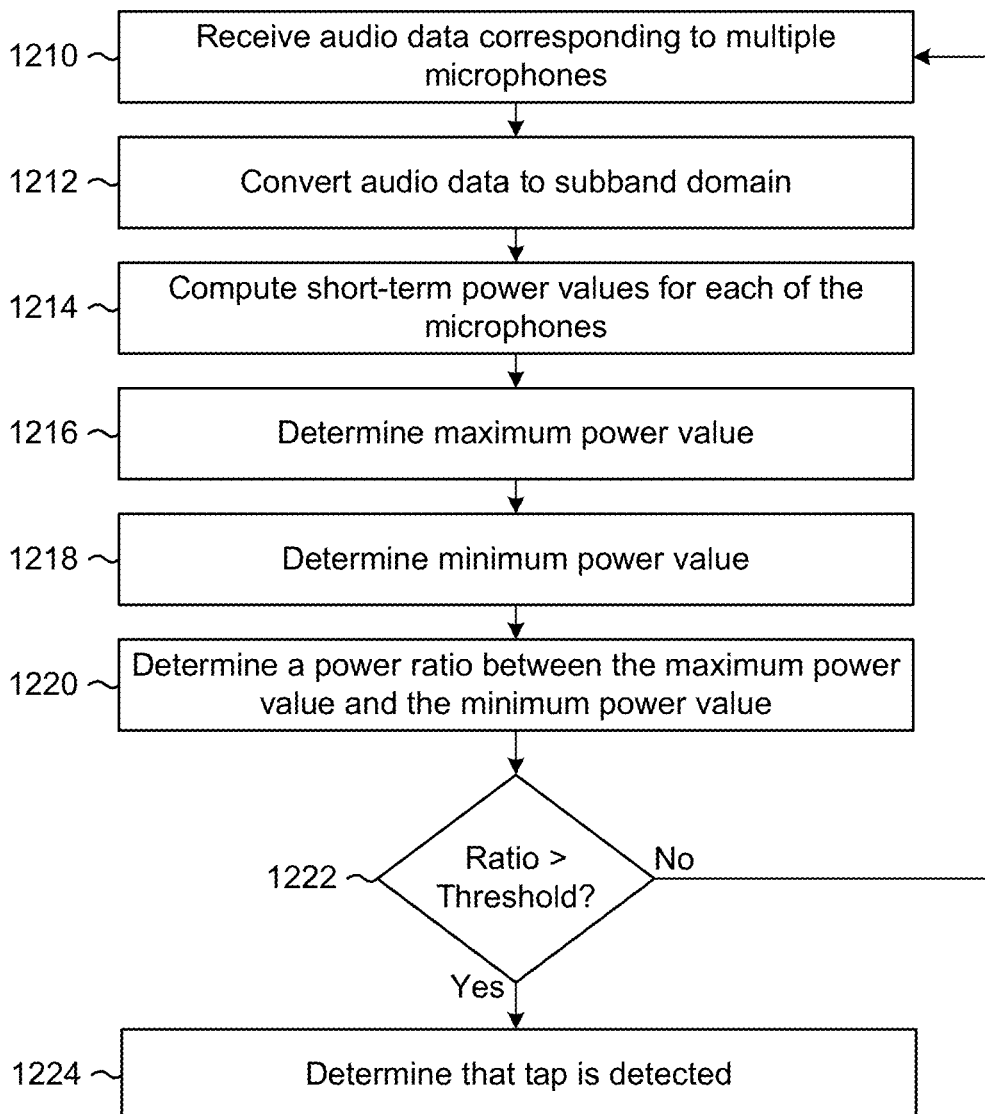 1210
Receive audio data corresponding to multiple
microphones
1212
Convert audio data to subband domain
1214
Compute short-term power values for each of the
microphones
1216
Determine maximum power value
1218
Determine minimum power value
1220
Determine a power ratio between the maximum power
value and the minimum power value
1222
Ratio >
Threshold?
No
Yes
1224
Determine that tap is detected